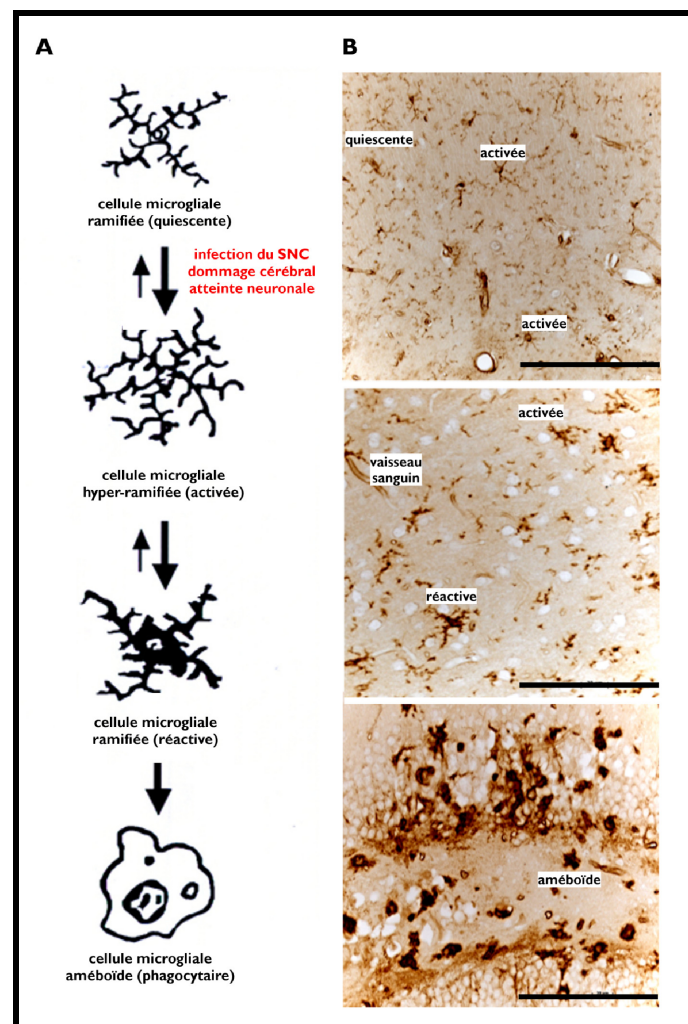 A
cellule microgliale
ramifiée (quiescente)
infection du SNC
dommage cérébral
atteinte neuronale
cellule microgliale
hyper-ramifiée (activée)
cellule microgliale
ramifiée (réactive)
cellule microgliale
améboïde (phagocytaire)
B
quiescente
activée
activée
activée
vaisseau
sanguin
réactive
améboïde